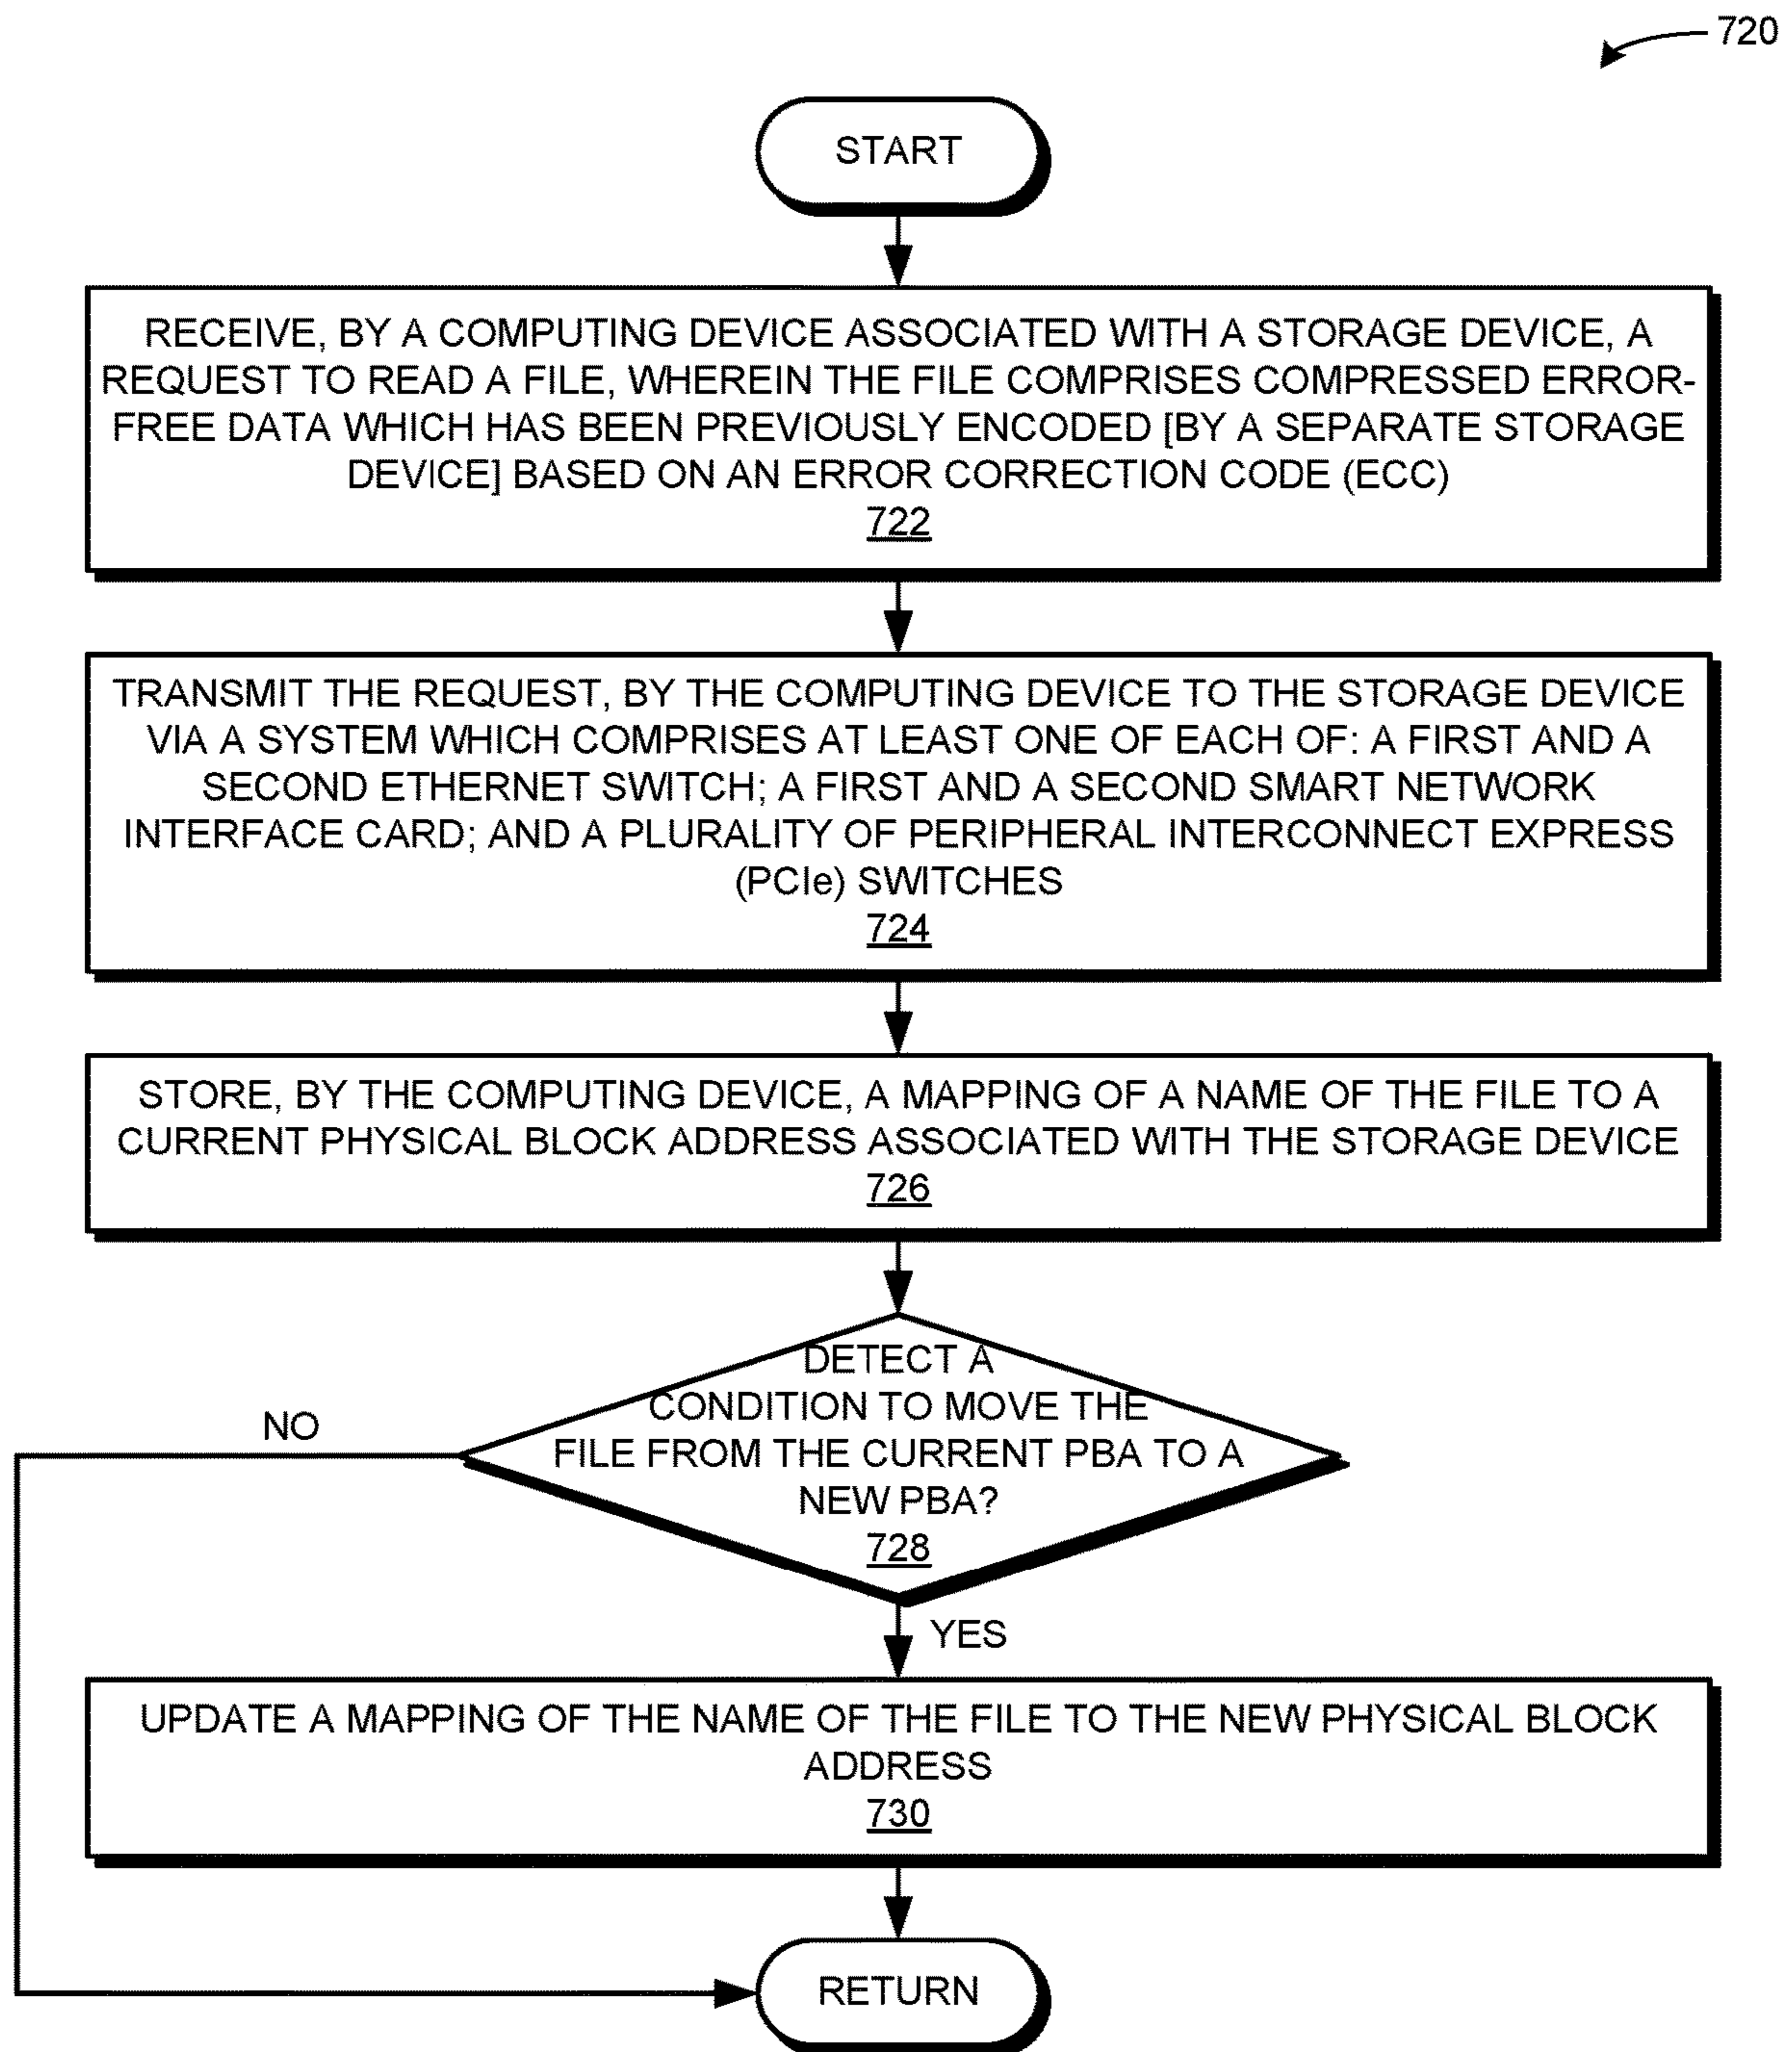 720
START
RECEIVE, BY A COMPUTING DEVICE ASSOCIATED WITH A STORAGE DEVICE, A
REQUEST TO READ A FILE, WHEREIN THE FILE COMPRISES COMPRESSED ERROR-
FREE DATA WHICH HAS BEEN PREVIOUSLY ENCODED [BY A SEPARATE STORAGE
DEVICE] BASED ON AN ERROR CORRECTION CODE (ECC)
722
TRANSMIT THE REQUEST, BY THE COMPUTING DEVICE TO THE STORAGE DEVICE
VIA A SYSTEM WHICH COMPRISES AT LEAST ONE OF EACH OF: A FIRST AND A
SECOND ETHERNET SWITCH; A FIRST AND A SECOND SMART NETWORK
INTERFACE CARD; AND A PLURALITY OF PERIPHERAL INTERCONNECT EXPRESS
(PCIe) SWITCHES
724
STORE, BY THE COMPUTING DEVICE, A MAPPING OF A NAME OF THE FILE TO A
CURRENT PHYSICAL BLOCK ADDRESS ASSOCIATED WITH THE STORAGE DEVICE
726
DETECT A
CONDITION TO MOVE THE
FILE FROM THE CURRENT PBA TO A
NEW PBA?
728
NO
YES
UPDATE A MAPPING OF THE NAME OF THE FILE TO THE NEW PHYSICAL BLOCK
ADDRESS
730
RETURN